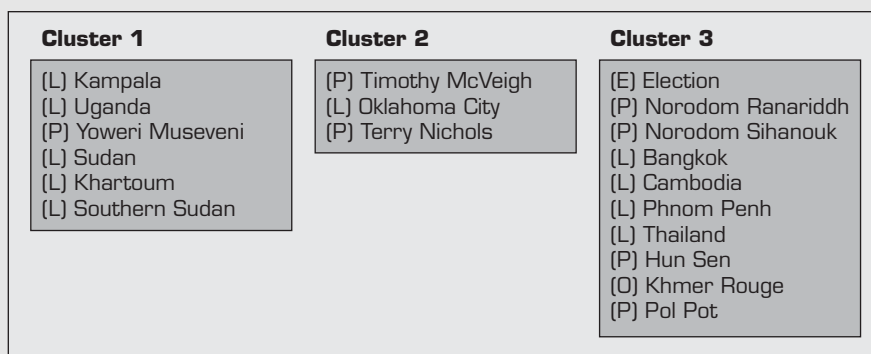 Cluster 1
(L) Kampala
(L) Uganda
(P) Yoweri Museveni
(L) Sudan
(L) Khartoum
(L) Southern Sudan
Cluster 2
(P) Timothy McVeigh
(L) Oklahoma City
(P) Terry Nichols
Cluster 3
(E) Election
(P) Norodom Ranariddh
(P) Norodom Sihanouk
(L) Bangkok
(L) Cambodia
(L) Phnom Penh
(L) Thailand
(P) Hun Sen
(O) Khmer Rouge
(P) Pol Pot